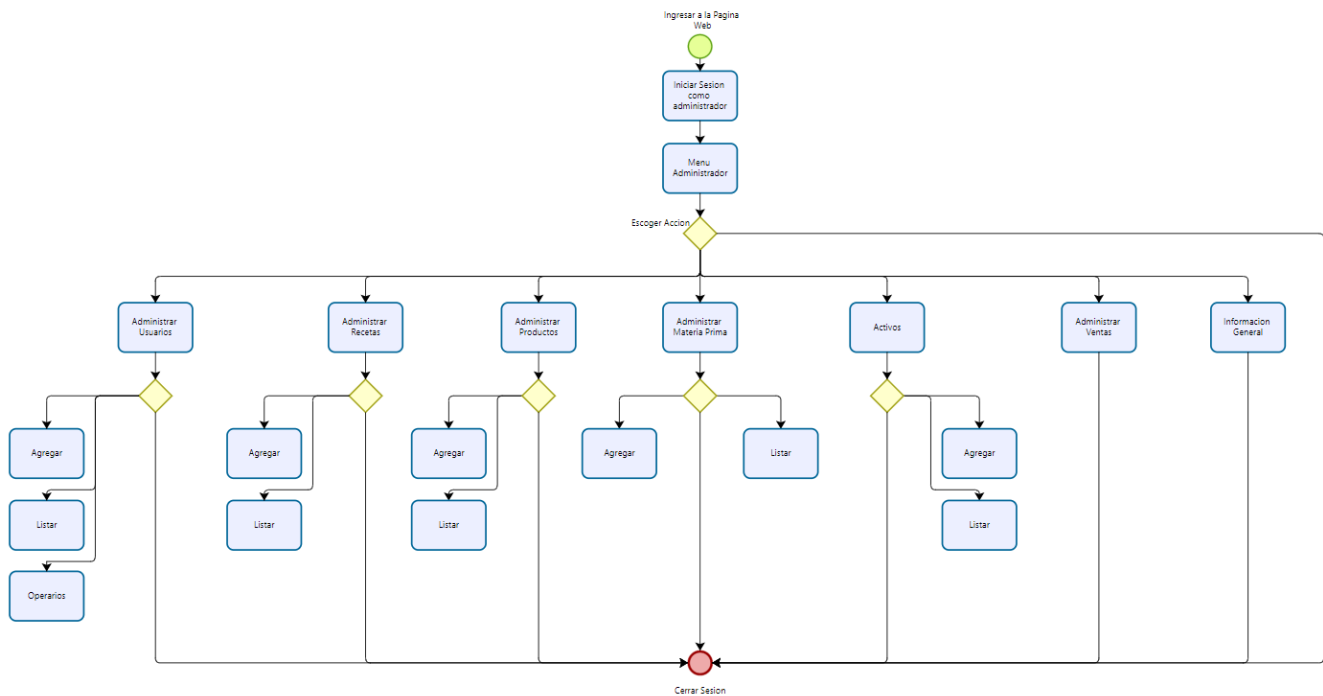 Ingresar a la Pagina
Web
Iniciar Sesion
como
administrador
Menu
Administrador
Escoger Accion
Administrar
Usuarios
Administrar
Recetas
Administrar
Productos
Administrar
Materia Prima
Activos
Administrar
Ventas
Informacion
General
Agregar
Agregar
Agregar
Agregar
Listar
Agregar
Listar
Listar
Listar
Listar
Operarios
Cerrar Sesion